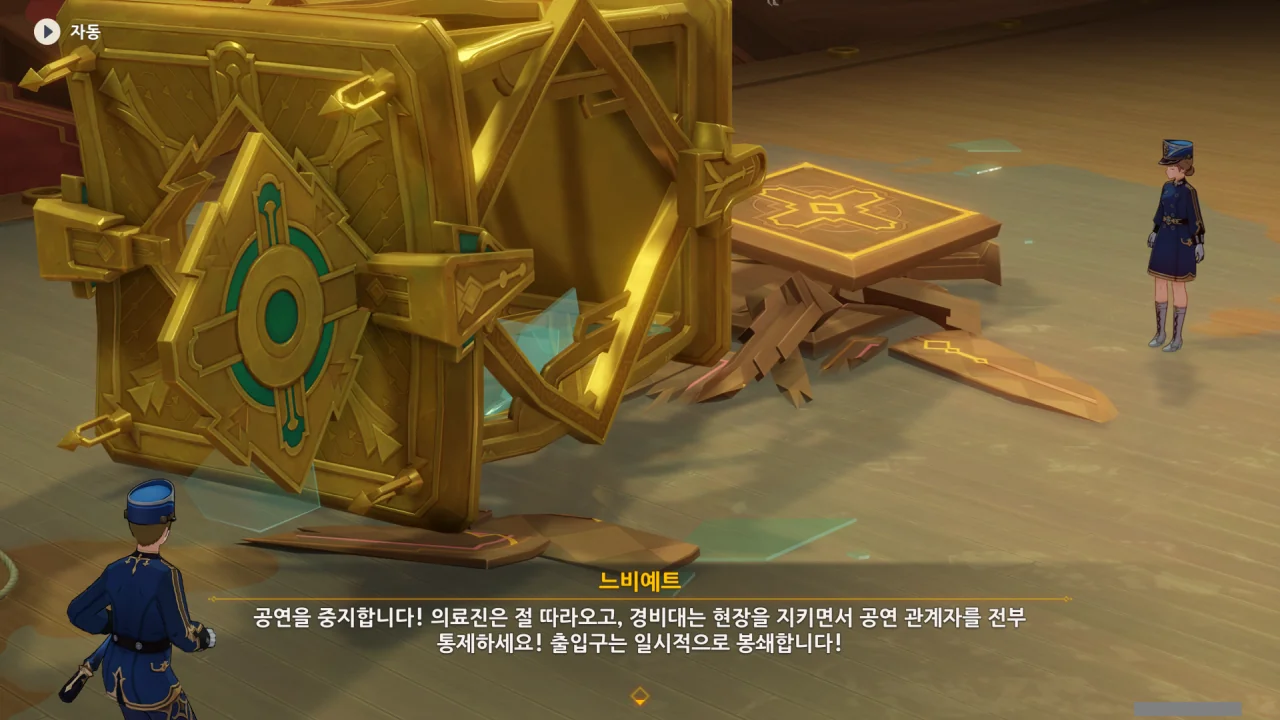 자동
느비예트
공연을 중지합니다! 의료진은 절 따라오고, 경비대는 현장을 지키면서 공연 관계자를 전부
통제하세요! 출입구는 일시적으로 봉쇄합니다!